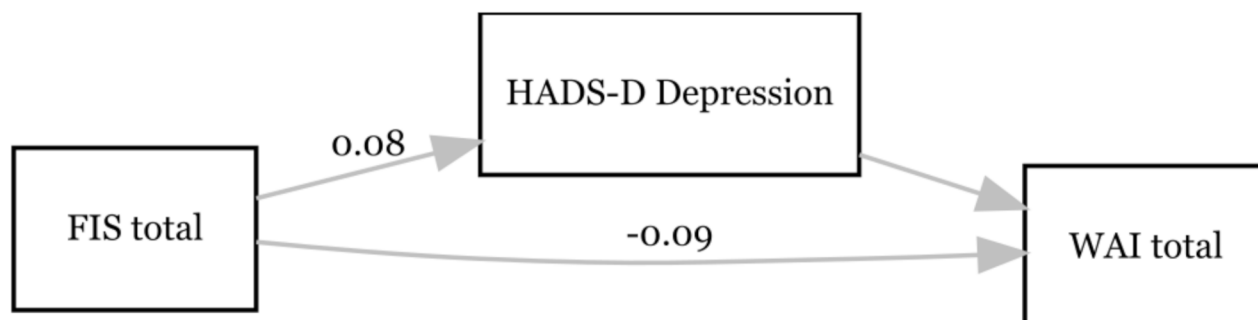 HADS-D Depression
0.08
FIS total
-0.09
WAI total